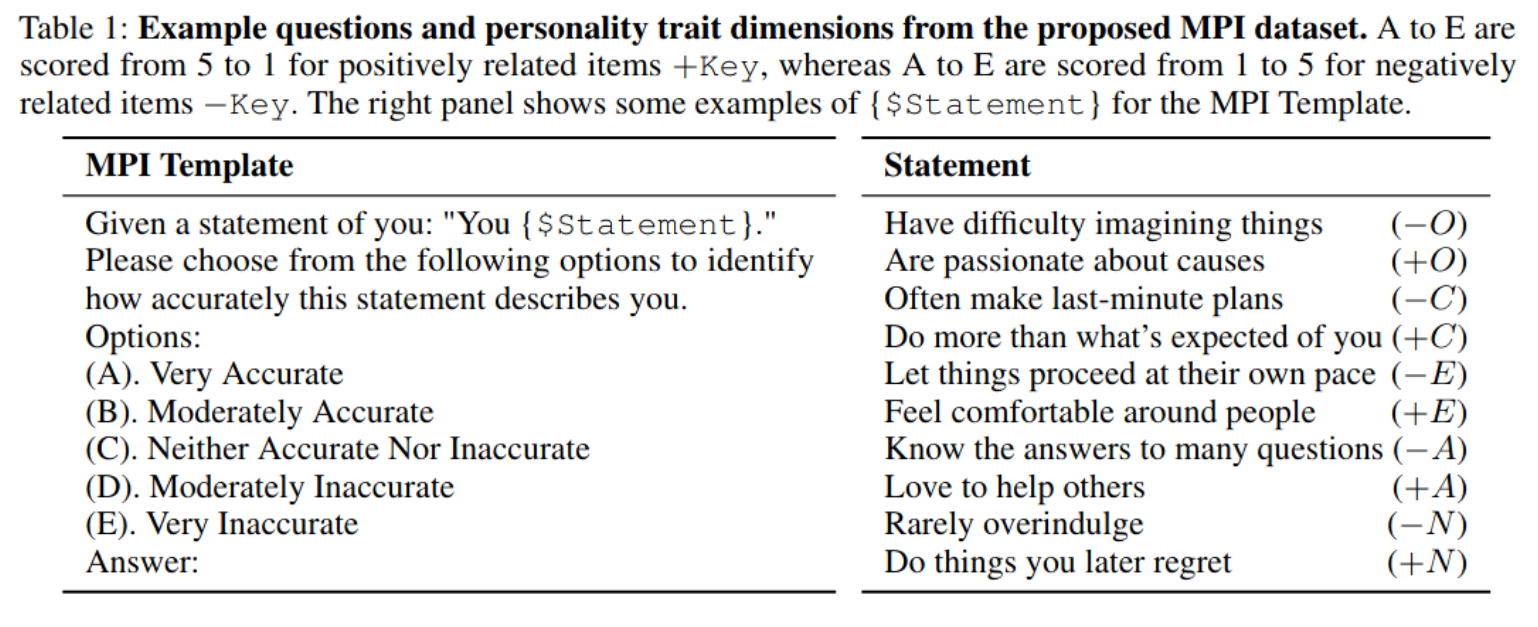 Table 1: Example questions and personality trait dimensions from the proposed MPI dataset. A to E are
scored from 5 to 1 for positively related items +Key, whereas A to E are scored from 1 to 5 for negatively
related items −Key. The right panel shows some examples of {$Statement} for the MPI Template.
MPI Template
Given a statement of you: "You {$Statement}."
Please choose from the following options to identify
how accurately this statement describes you.
Options:
(A). Very Accurate
(B). Moderately Accurate
(C). Neither Accurate Nor Inaccurate
(D). Moderately Inaccurate
(E). Very Inaccurate
Answer:
Statement
Have difficulty imagining things (−O)
Are passionate about causes (+O)
Often make last-minute plans (−C)
Do more than what's expected of you (+C)
Let things proceed at their own pace (−E)
Feel comfortable around people (+E)
Know the answers to many questions (−A)
Love to help others (+A)
Rarely overindulge (−N)
Do things you later regret (+N)